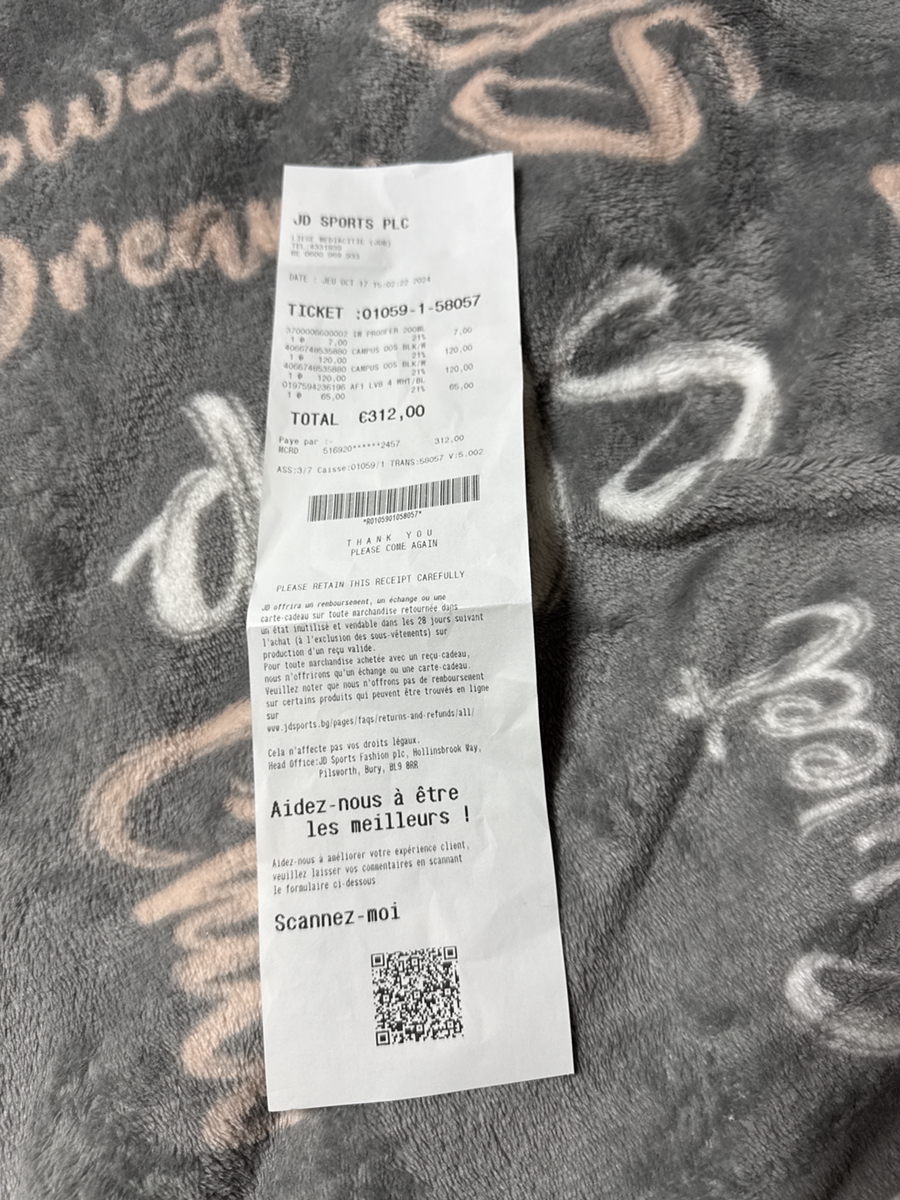 Sweet
Dream
JD SPORTS PLC
LIEGE MEDIACITE (JDB)
DATE : JEU OCT 17 15:02:22 2024
TICKET :01059-1-58057
3700006600002 IW PROOFER 200ML 7,00
1 @ 7,00 21%
4066748535880 CAMPUS 00S BLK/W 120,00
1 @ 120,00 21%
4066748535880 CAMPUS 00S BLK/W 120,00
1 @ 120,00 21%
0197594236196 AF1 LV8 4 WHT/BL 65,00
1 @ 65,00 21%
TOTAL €312,00
Paye par :-
MCRD 516920******2457 312.00
ASS:3/7 Caisse:01059/1 TRANS:58057 V:5.002
*R0105901058057*
THANK YOU
PLEASE COME AGAIN
PLEASE RETAIN THIS RECEIPT CAREFULLY
JD offrira un remboursement, un échange ou une
carte-cadeau sur toute marchandise retournée dans
un état inutilisé et vendable dans les 28 jours suivant
l'achat (à l'exclusion des sous-vêtements) sur
production d'un reçu valide.
Pour toute marchandise achetée avec un reçu-cadeau,
nous n'offrirons qu'un échange ou une carte-cadeau.
Veuillez noter que nous n'offrons pas de remboursement
sur certains produits qui peuvent être trouvés en ligne
sur
www.jdsports.bg/pages/faqs/returns-and-refunds/all/
Cela n'affecte pas vos droits légaux.
Head Office:JD Sports Fashion plc, Hollinsbrook Way,
Pilsworth, Bury, BL9 8RR
Aidez-nous à être
les meilleurs !
Aidez-nous à améliorer votre expérience client,
veuillez laisser vos commentaires en scannant
le formulaire ci-dessous
Scannez-moi